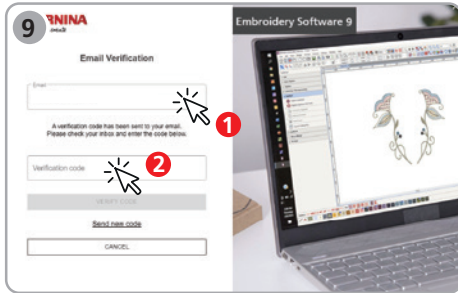 9
RNINA
create
Embroidery Software 9
Email Verification
Email
1
A verification code has been sent to your email.
Please check your inbox and enter the code below.
Verification code
2
VERIFY CODE
Send new code
CANCEL